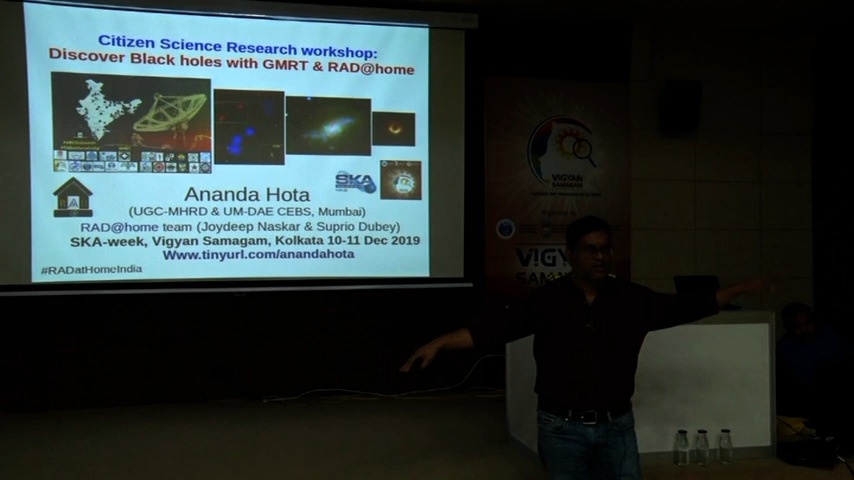 Citizen Science Research workshop:
Discover Black holes with GMRT & RAD@home
SKA
Ananda Hota
(UGC-MHRD & UM-DAE CEBS, Mumbai)
RAD@home team (Joydeep Naskar & Suprio Dubey)
SKA-week, Vigyan Samagam, Kolkata 10-11 Dec 2019
Www.tinyurl.com/anandahota
#RADatHomeIndia
VIGYAN
SAMAGAM